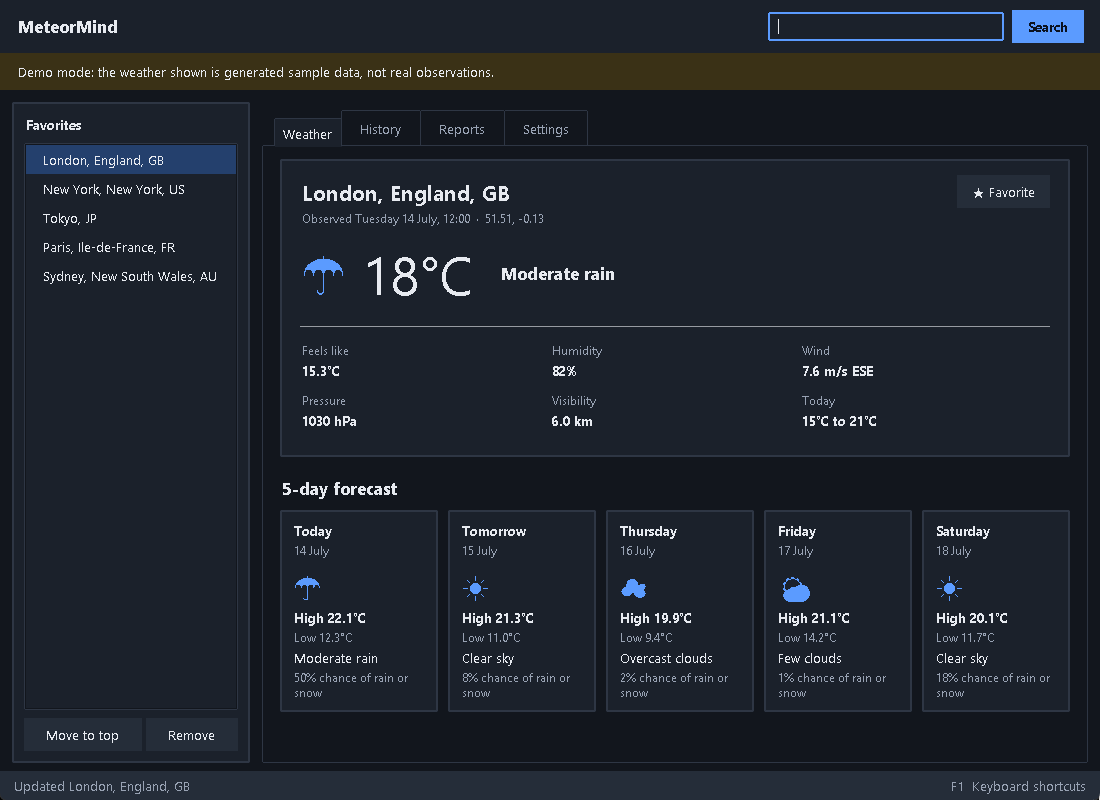 MeteorMind
Search
Demo mode: the weather shown is generated sample data, not real observations.
Favorites
London, England, GB
New York, New York, US
Tokyo, JP
Paris, Ile-de-France, FR
Sydney, New South Wales, AU
Move to top
Remove
Weather
History
Reports
Settings
London, England, GB
★ Favorite
Observed Tuesday 14 July, 12:00 · 51.51, -0.13
18°C
Moderate rain
Feels like
15.3°C
Humidity
82%
Wind
7.6 m/s ESE
Pressure
1030 hPa
Visibility
6.0 km
Today
15°C to 21°C
5-day forecast
Today
14 July
High 22.1°C
Low 12.3°C
Moderate rain
50% chance of rain or
snow
Tomorrow
15 July
High 21.3°C
Low 11.0°C
Clear sky
8% chance of rain or
snow
Thursday
16 July
High 19.9°C
Low 9.4°C
Overcast clouds
2% chance of rain or
snow
Friday
17 July
High 21.1°C
Low 14.2°C
Few clouds
1% chance of rain or
snow
Saturday
18 July
High 20.1°C
Low 11.7°C
Clear sky
18% chance of rain or
snow
Updated London, England, GB
F1 Keyboard shortcuts